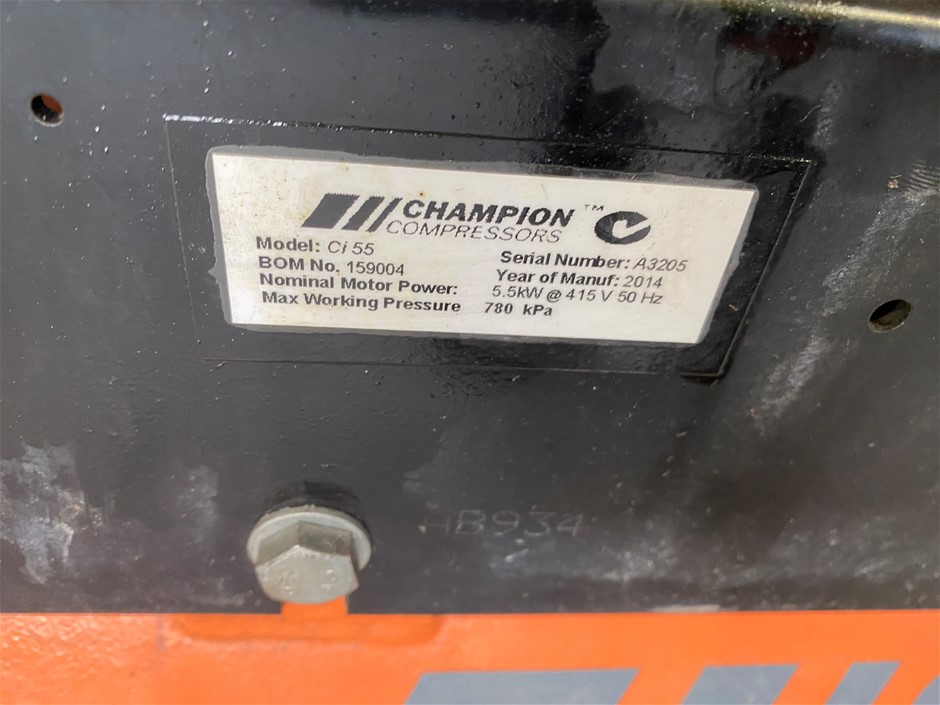 CHAMPION ™
COMPRESSORS
Model: Ci 55
BOM No. 159004
Nominal Motor Power: 5.5kW @ 415 V 50 Hz
Max Working Pressure 780 kPa
Serial Number: A3205
Year of Manuf: 2014
AB934